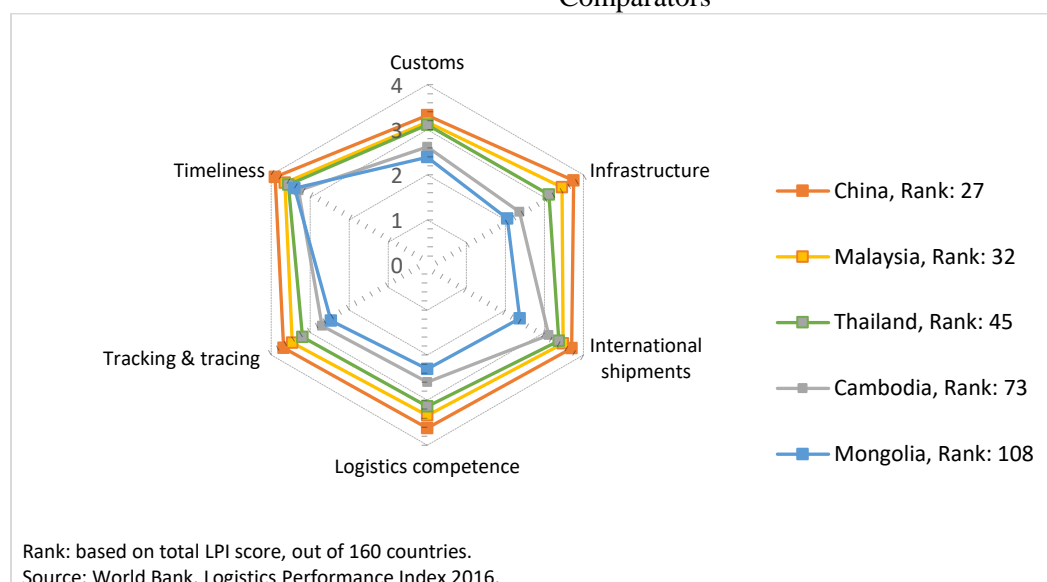 Comparators
Customs
4
3
2
1
0
Timeliness
Infrastructure
Tracking & tracing
International
shipments
Logistics competence
China, Rank: 27
Malaysia, Rank: 32
Thailand, Rank: 45
Cambodia, Rank: 73
Mongolia, Rank: 108
Rank: based on total LPI score, out of 160 countries.
Source: World Bank, Logistics Performance Index 2016.